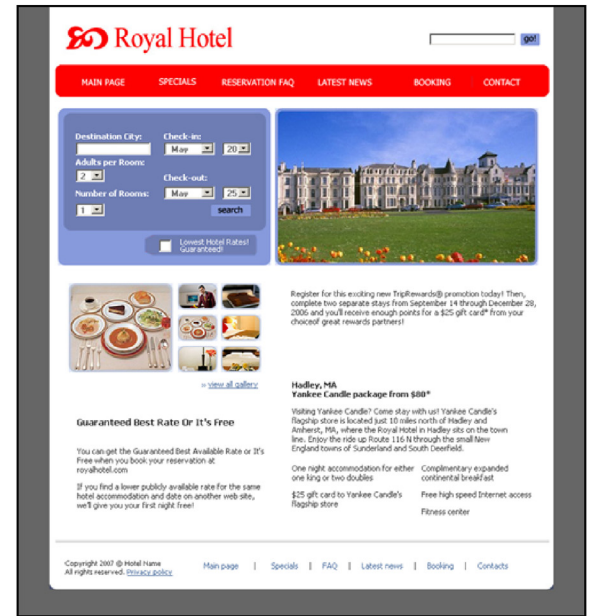 Royal Hotel
go!
MAIN PAGE SPECIALS RESERVATION FAQ LATEST NEWS BOOKING CONTACT
Destination City: Check-in:
May 20
Adults per Room:
2 Check-out:
Number of Rooms: May 25
1 search
Lowest Hotel Rates!
Guaranteed!
Register for this exciting new TripRewards® promotion today! Then,
complete two separate stays from September 14 through December 28,
2006 and you'll receive enough points for a $25 gift card* from your
choiceof great rewards partners!
» view all gallery
Hadley, MA
Yankee Candle package from $80*
Visiting Yankee Candle? Come stay with us! Yankee Candle's
flagship store is located just 10 miles north of Hadley and
Amherst, MA, where the Royal Hotel in Hadley sits on the town
line. Enjoy the ride up Route 116 N through the small New
England towns of Sunderland and South Deerfield.
One night accommodation for either
one king or two doubles
$25 gift card to Yankee Candle's
flagship store
Complimentary expanded
continental breakfast
Free high speed Internet access
Fitness center
Guaranteed Best Rate Or It's Free
You can get the Guaranteed Best Available Rate or It's
Free when you book your reservation at
royalhotel.com
If you find a lower publicly available rate for the same
hotel accommodation and date on another web site,
we'll give you your first night free!
Copyright 2007 @ Hotel Name
All rights reserved. Privacy policy
Main page | Specials | FAQ | Latest news | Booking | Contacts